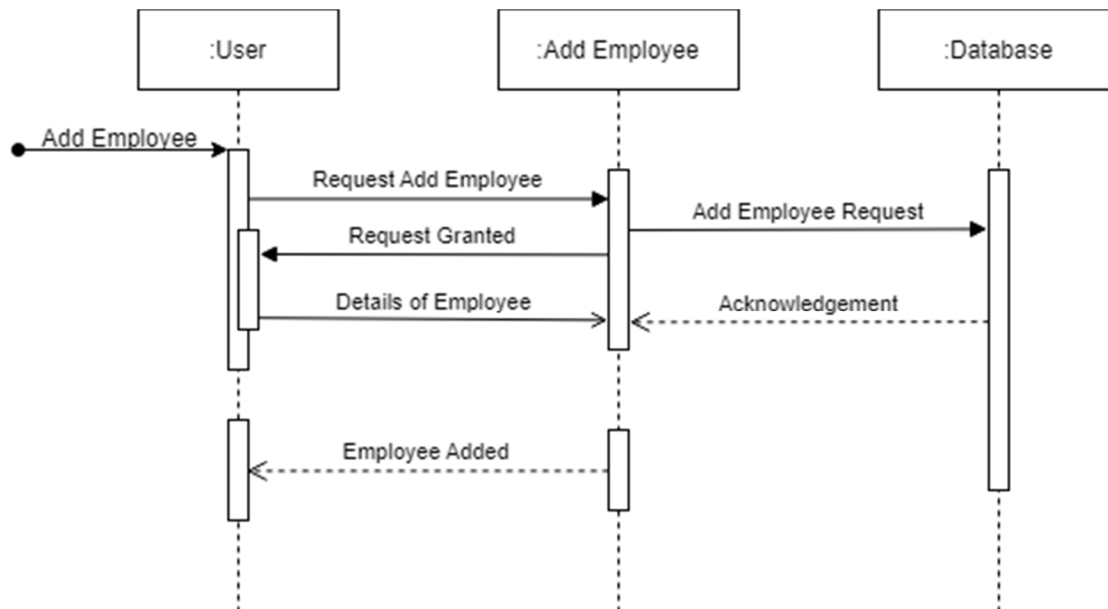 :User
:Add Employee
:Database
Add Employee
Request Add Employee
Add Employee Request
Request Granted
Details of Employee
Acknowledgement
Employee Added